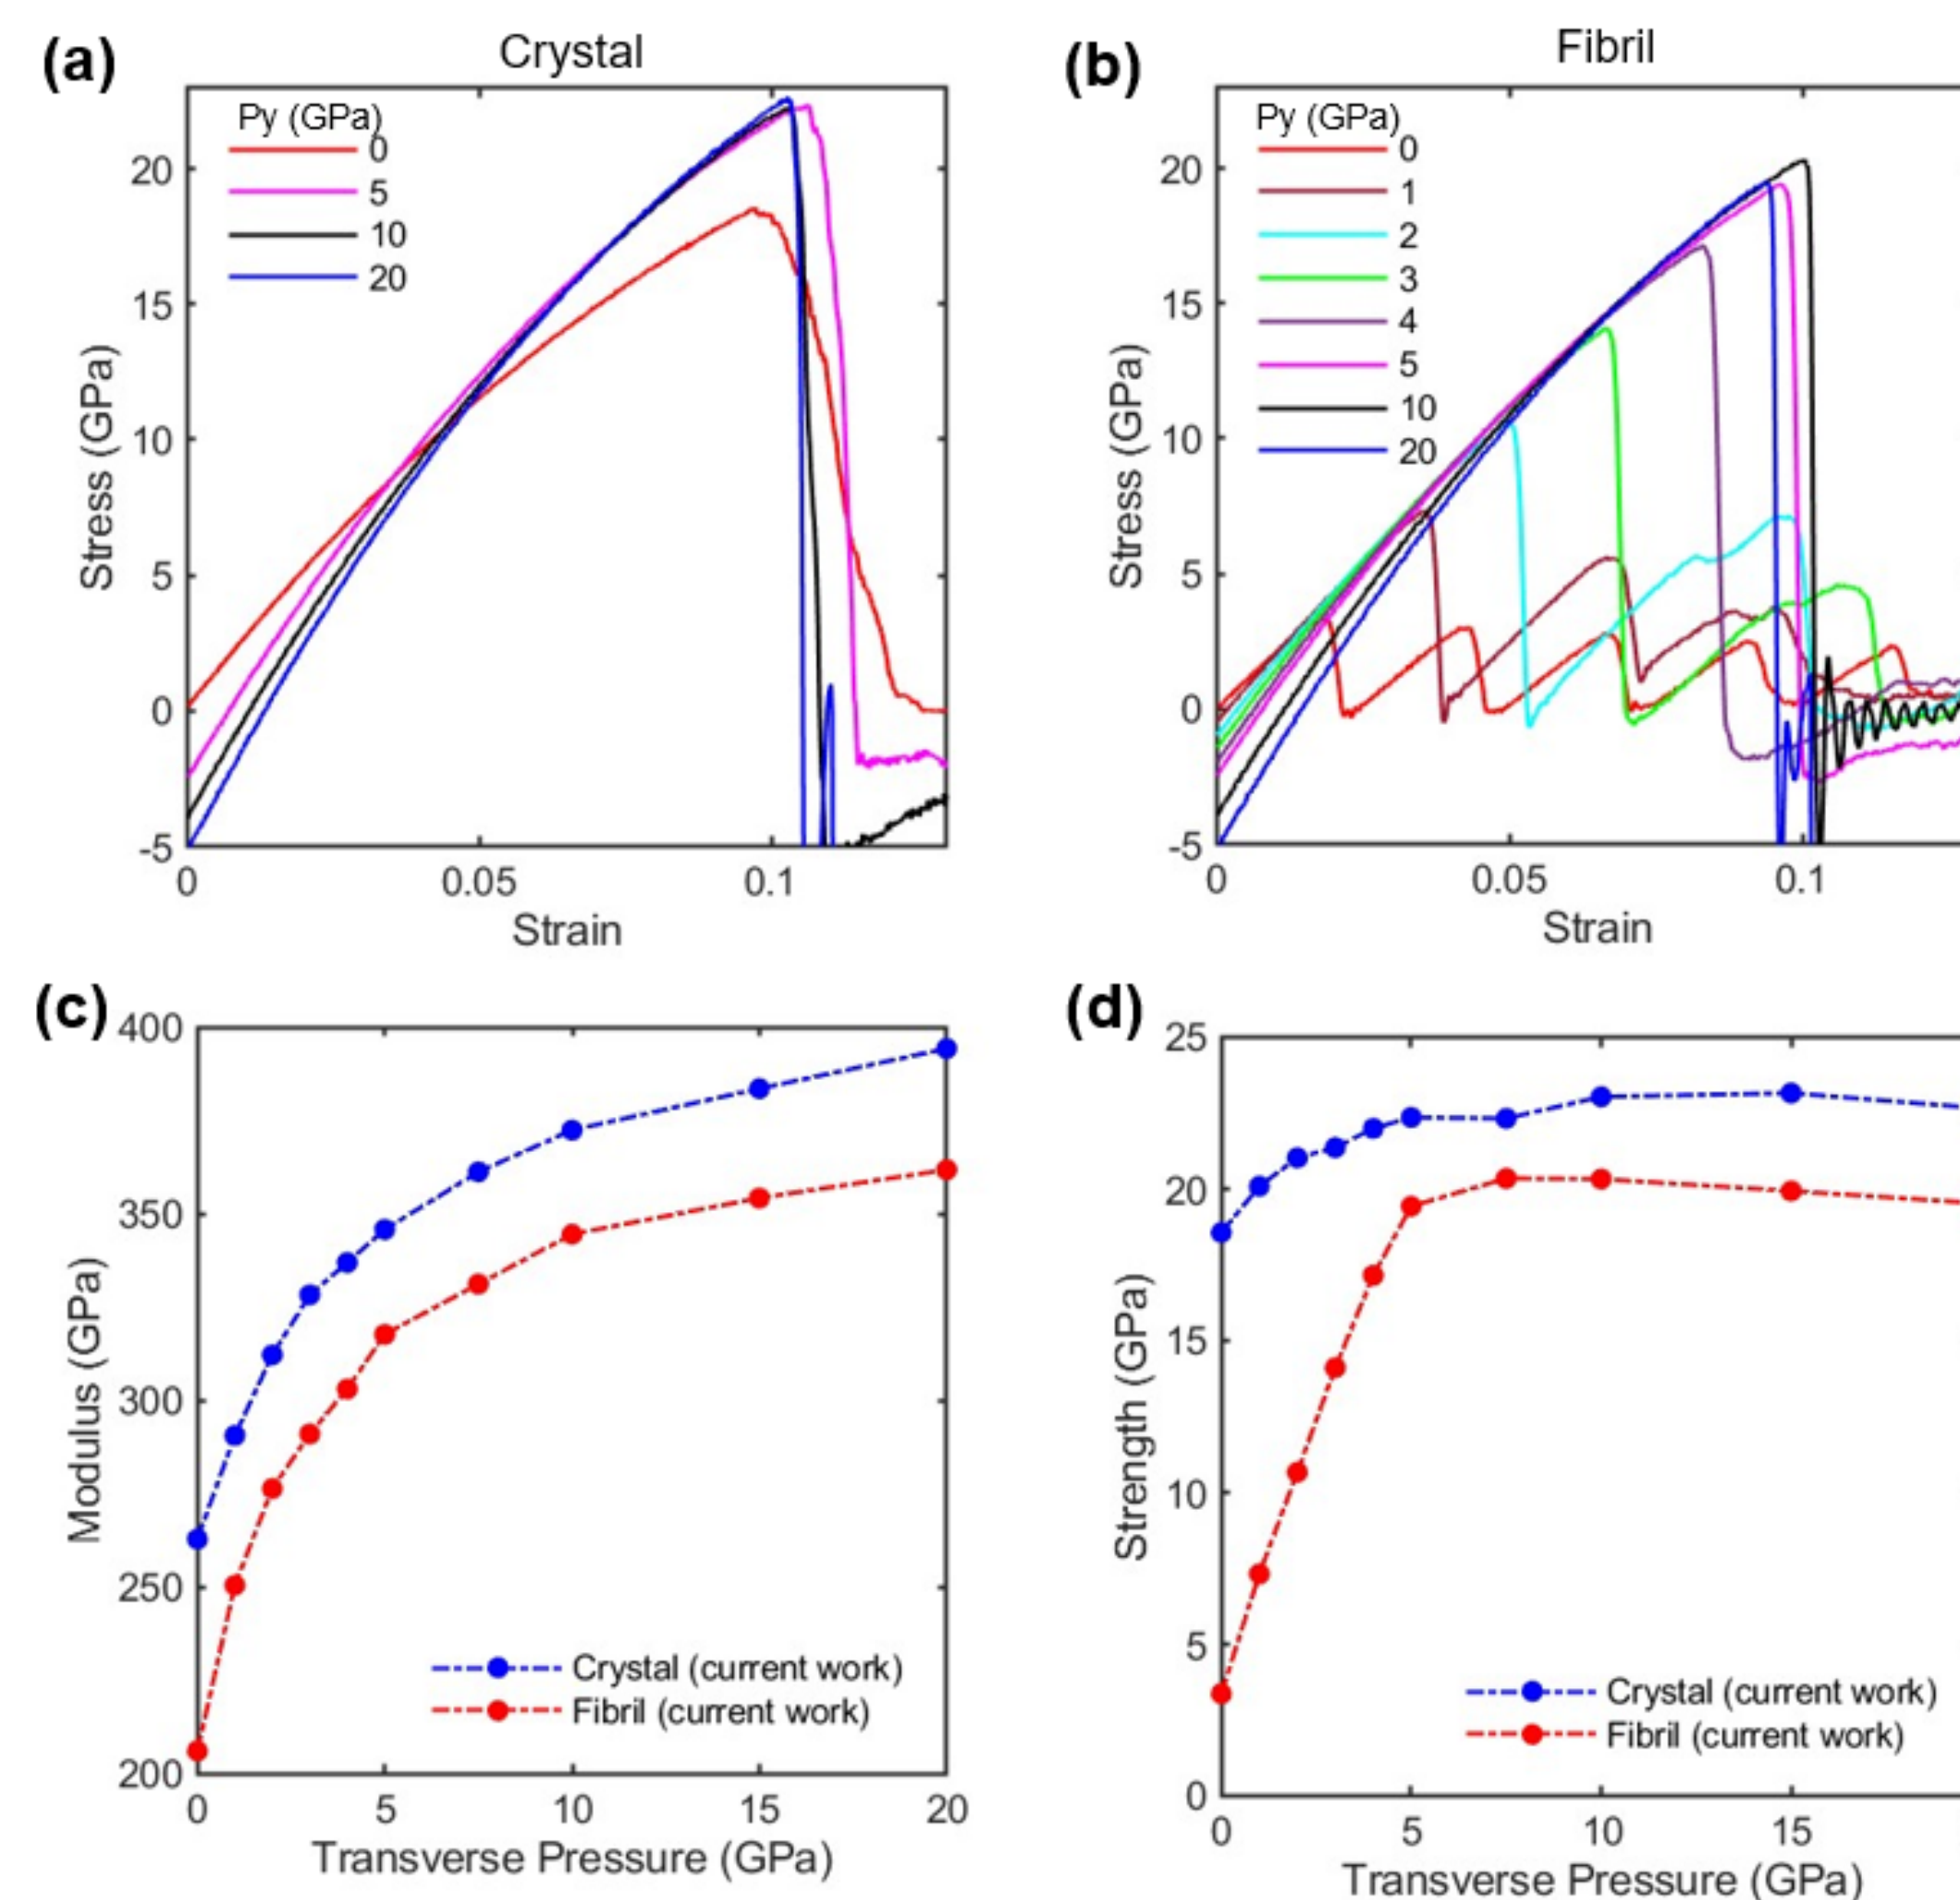 (a)
Crystal
Py (GPa)
0
5
10
20
20
15
10
5
0
-5
Stress (GPa)
0
0.05
0.1
Strain
(b)
Fibril
Py (GPa)
0
1
2
3
4
5
10
20
20
15
10
5
0
-5
Stress (GPa)
0
0.05
0.1
Strain
(c)
400
350
300
250
200
Modulus (GPa)
Crystal (current work)
Fibril (current work)
0
5
10
15
20
Transverse Pressure (GPa)
(d)
25
20
15
10
5
0
Strength (GPa)
Crystal (current work)
Fibril (current work)
0
5
10
15
Transverse Pressure (GPa)